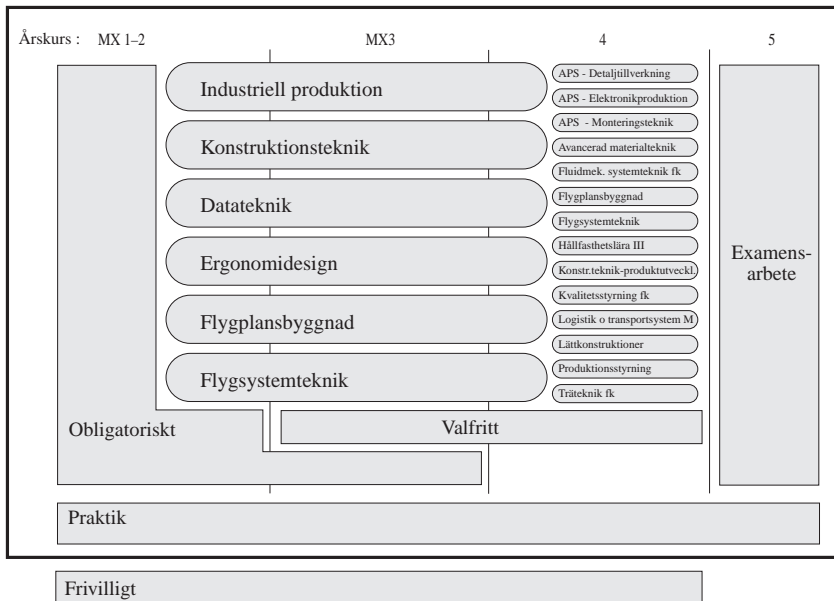 Årskurs : MX 1–2 MX3 4 5
Industriell produktion
Konstruktionsteknik
Datateknik
Ergonomidesign
Flygplansbyggnad
Flygsystemteknik
APS - Detaljtillverkning
APS - Elektronikproduktion
APS - Monteringsteknik
Avancerad materialteknik
Fluidmek. systemteknik fk
Flygplansbyggnad
Flygsystemteknik
Hållfasthetslära III
Konstr.teknik-produktutveckl.
Kvalitetsstyrning fk
Logistik o transportsystem M
Lättkonstruktioner
Produktionsstyrning
Träteknik fk
Examens-
arbete
Obligatoriskt
Valfritt
Praktik
Frivilligt